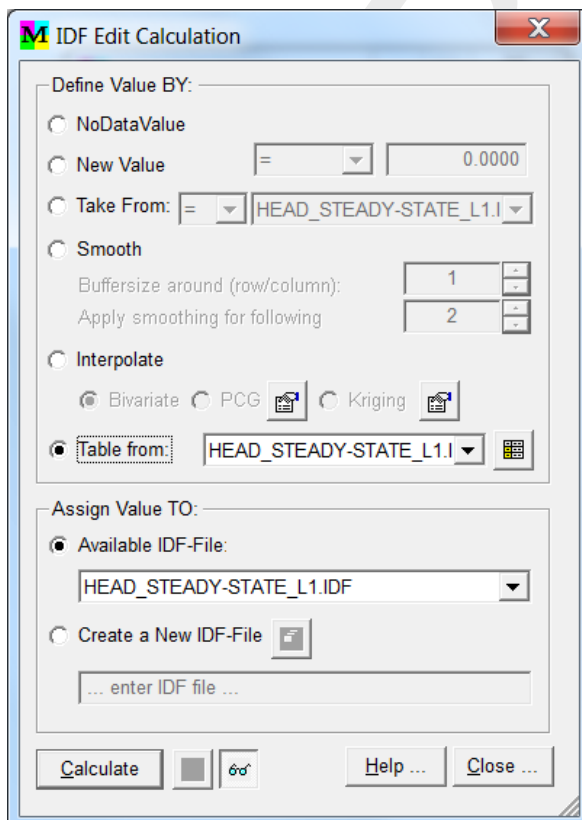 M IDF Edit Calculation X
Define Value BY:
NoDataValue
New Value = 0.0000
Take From: = HEAD_STEADY-STATE_L1.I
Smooth
Buffersize around (row/column): 1
Apply smoothing for following 2
Interpolate
Bivariate PCG Kriging
Table from: HEAD_STEADY-STATE_L1.I
Assign Value TO:
Available IDF-File:
HEAD_STEADY-STATE_L1.IDF
Create a New IDF-File
... enter IDF file ...
Calculate Help ... Close ...